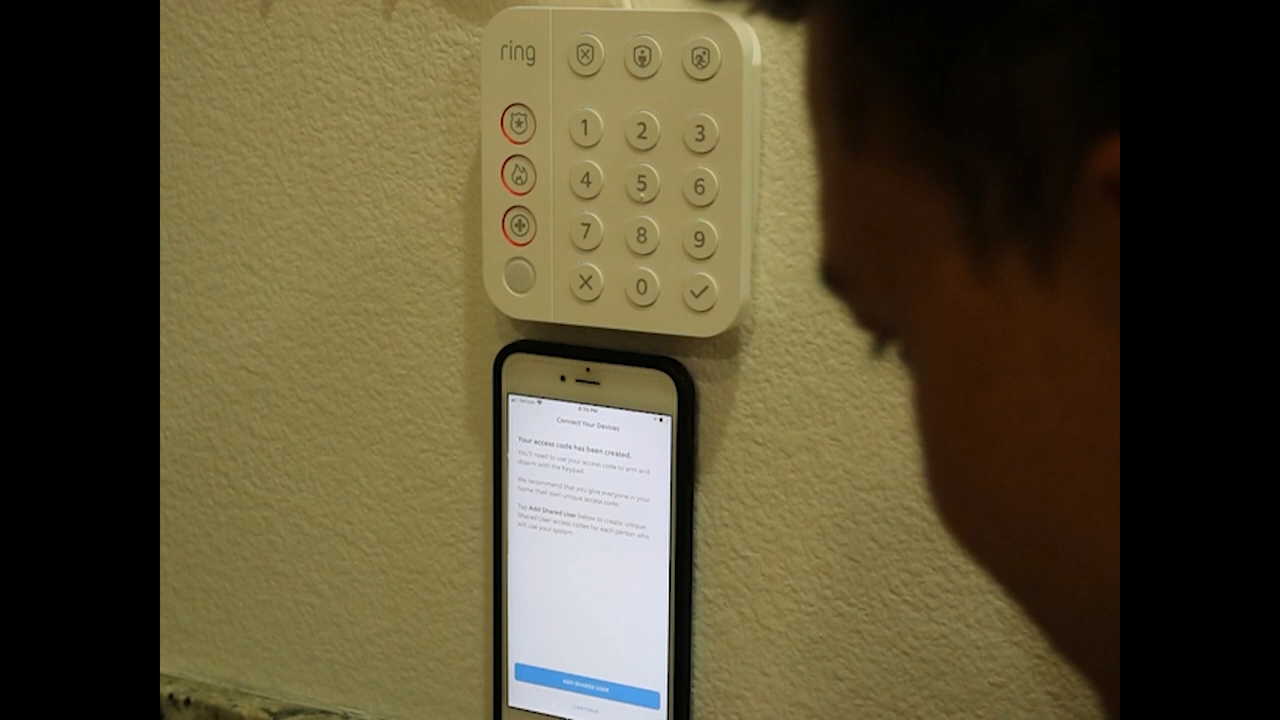 ring
1 2 3
4 5 6
7 8 9
0
Verizon
Connect Your Devices
Your access code has been created.
You'll need to use your access code to arm and
disarm with the Keypad.
We recommend that you give everyone in your
home their own unique access code.
Tap Add Shared User below to create unique
Shared User access codes for each person who
will use your system.
ADD SHARED USER
CONTINUE